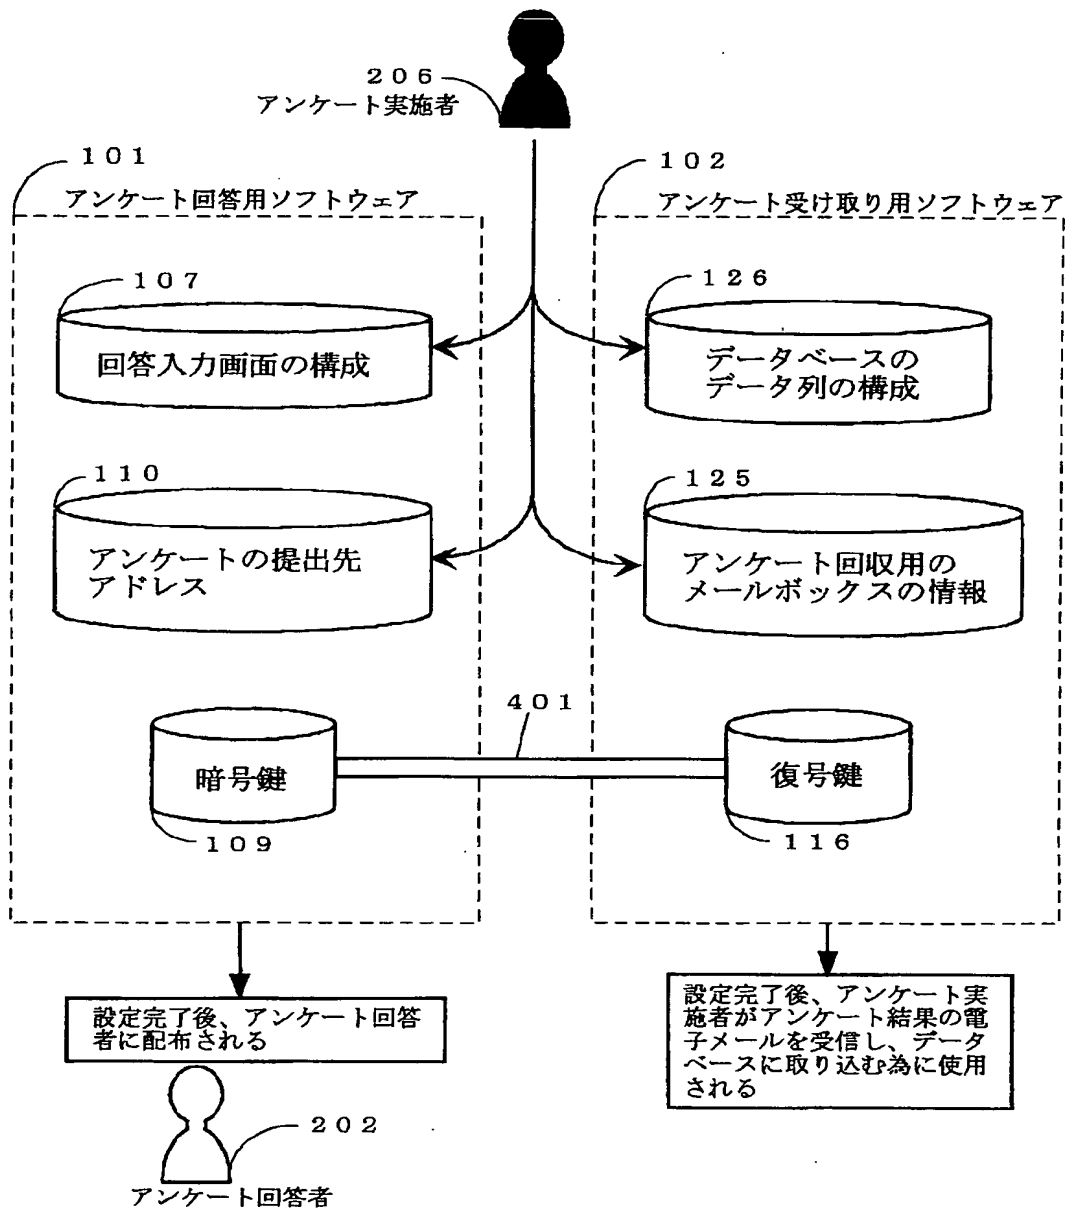 ２０６
アンケート実施者
１０１
アンケート回答用ソフトウェア
１０２
アンケート受け取り用ソフトウェア
１０７
回答入力画面の構成
１２６
データベースの
データ列の構成
１１０
アンケートの提出先
アドレス
１２５
アンケート回収用の
メールボックスの情報
４０１
暗号鍵
１０９
復号鍵
１１６
設定完了後、アンケート回答
者に配布される
設定完了後、アンケート実
施者がアンケート結果の電
子メールを受信し、データ
ベースに取り込む為に使用
される
２０２
アンケート回答者